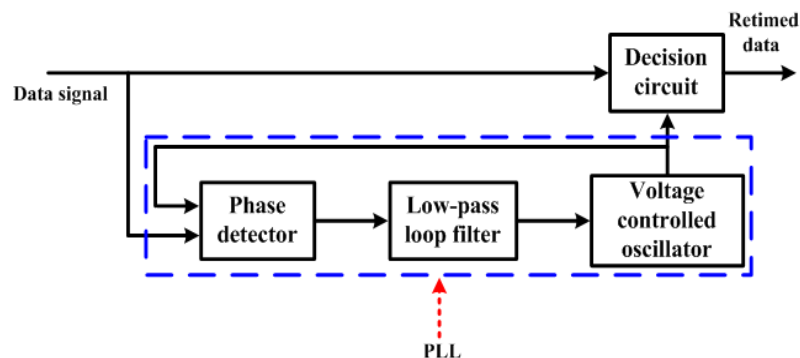 Retimed
data
Decision
circuit
Data signal
Phase
detector
Low-pass
loop filter
Voltage
controlled
oscillator
PLL